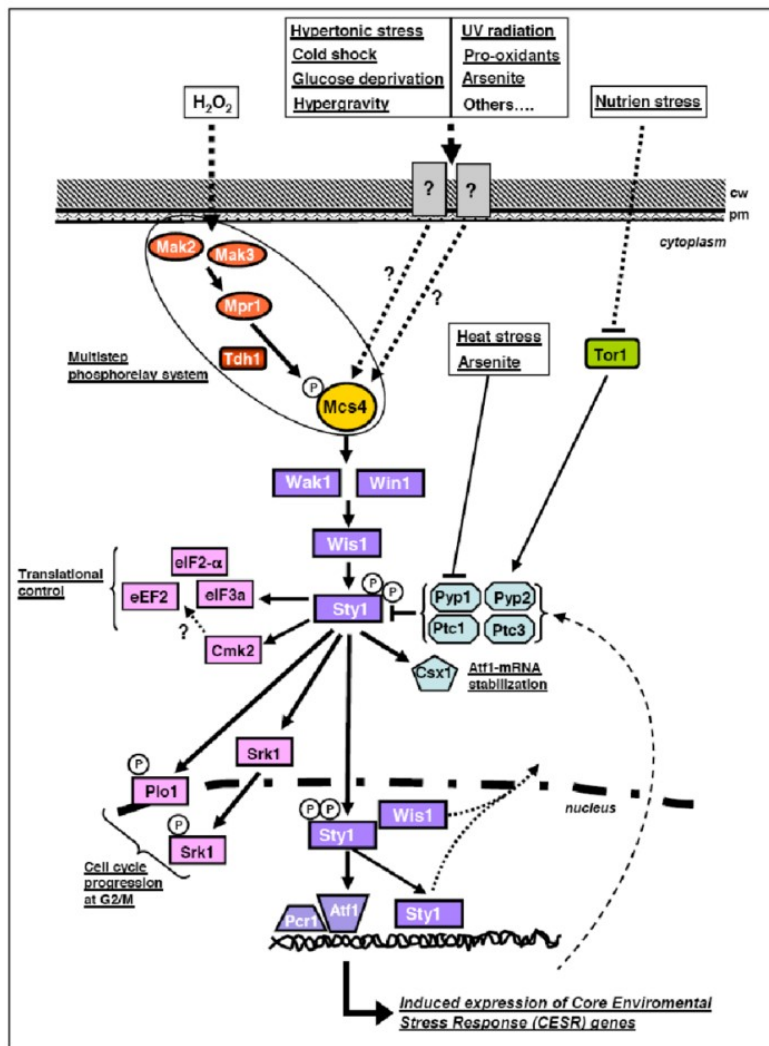 Hypertonic stress
Cold shock
Glucose deprivation
Hypergravity
UV radiation
Pro-oxidants
Arsenite
Others....
H2O2
Nutrien stress
?
?
cw
pm
cytoplasm
Mak2
Mak3
Mpr1
Tdh1
?
?
Multistep
phosphorelay system
P
Mcs4
Heat stress
Arsenite
Tor1
Wak1
Win1
Wis1
Translational
control
eIF2-α
eEF2
eIF3a
?
Cmk2
P
P
Sty1
Pyp1
Pyp2
Ptc1
Ptc3
Csx1
Atf1-mRNA
stabilization
Srk1
P
Plo1
nucleus
P
Srk1
Cell cycle
progression
at G2/M
P
P
Sty1
Wis1
Pcr1
Atf1
Sty1
Induced expression of Core Enviromental
Stress Response (CESR) genes